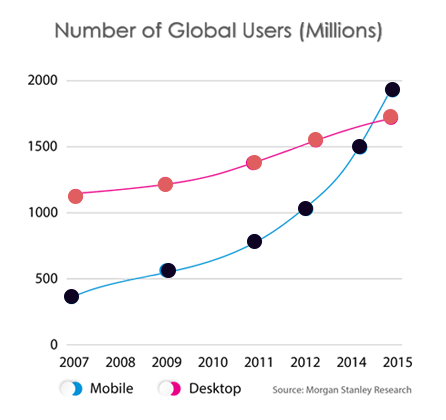 Number of Global Users (Millions)
2000
1500
1000
500
0
2007 2008 2009 2010 2011 2012 2014 2015
Mobile Desktop Source: Morgan Stanley Research